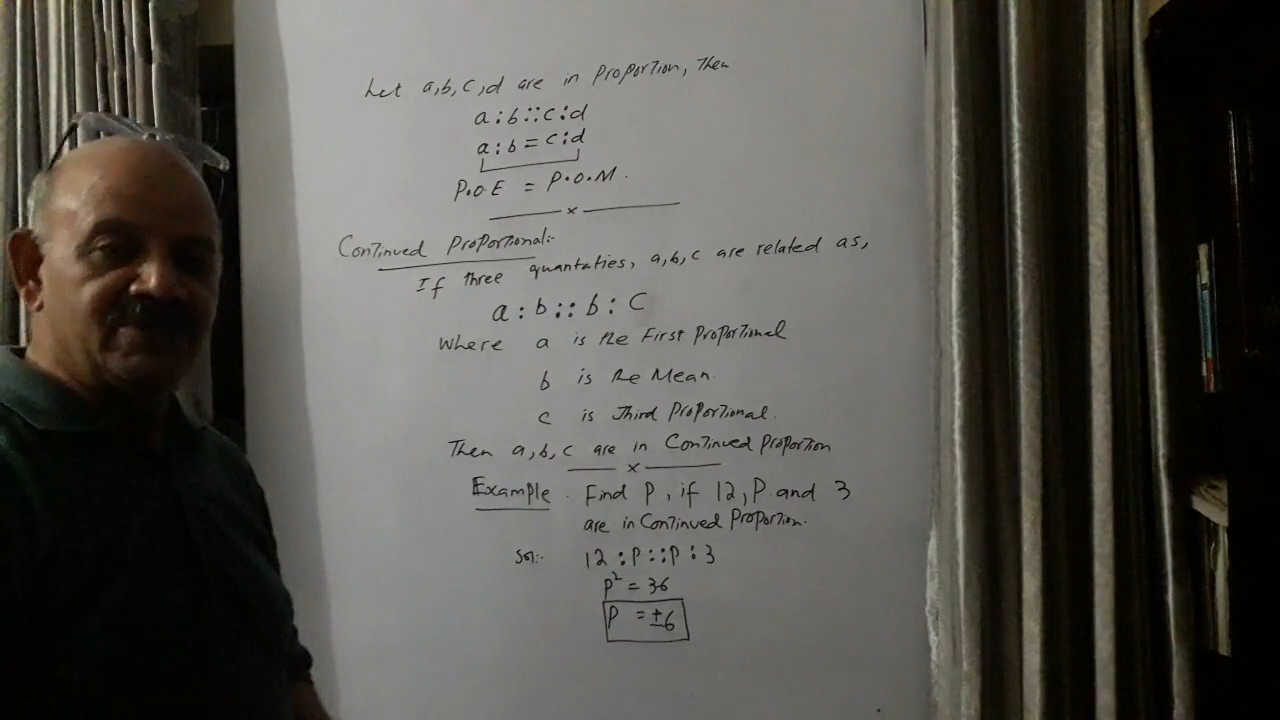 Let a,b,c,d are in Proportion, Then
a:b::c:d
a:b = c:d
P.O.E = P.O.M.
x
Continued Proportional:-
If three quantaties, a,b,c are related as,
a:b::b:c
Where a is the First Proportional
b is the Mean.
c is Third Proportional.
Then a,b,c are in Continued Proportion
x
Example. Find P, if 12, P and 3
are in Continued Proportion.
Sol:- 12:P::P:3
P² = 36
P = ±6